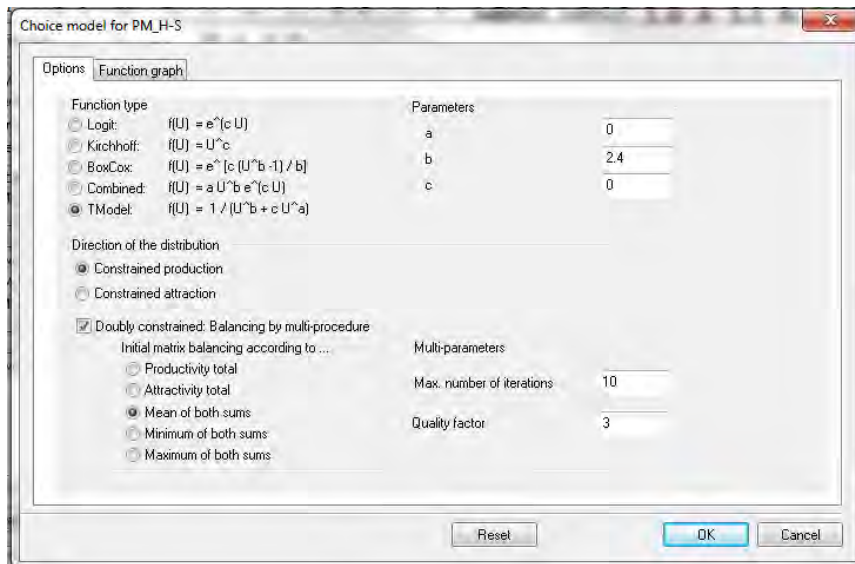 Choice model for PM_H-S
Options Function graph
Function type
Logit: f(U) = e^(c U)
Kirchhoff: f(U) = U^c
BoxCox: f(U) = e^ [c (U^b -1) / b]
Combined: f(U) = a U^b e^(c U)
TModel: f(U) = 1 / (U^b + c U^a)
Parameters
a 0
b 2.4
c 0
Direction of the distribution
Constrained production
Constrained attraction
Doubly constrained: Balancing by multi-procedure
Initial matrix balancing according to ...
Productivity total
Attractivity total
Mean of both sums
Minimum of both sums
Maximum of both sums
Multi-parameters
Max. number of iterations 10
Quality factor 3
Reset OK Cancel